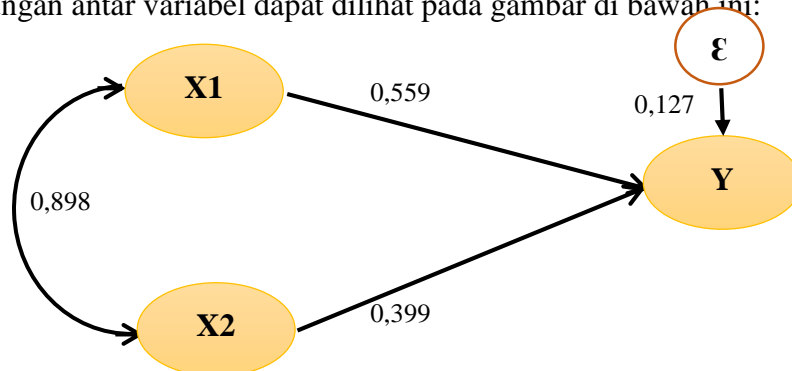 antar variabel dapat dilihat pada gambar di bawah ini:
ε
X1
0,559
0,127
Y
0,898
X2
0,399